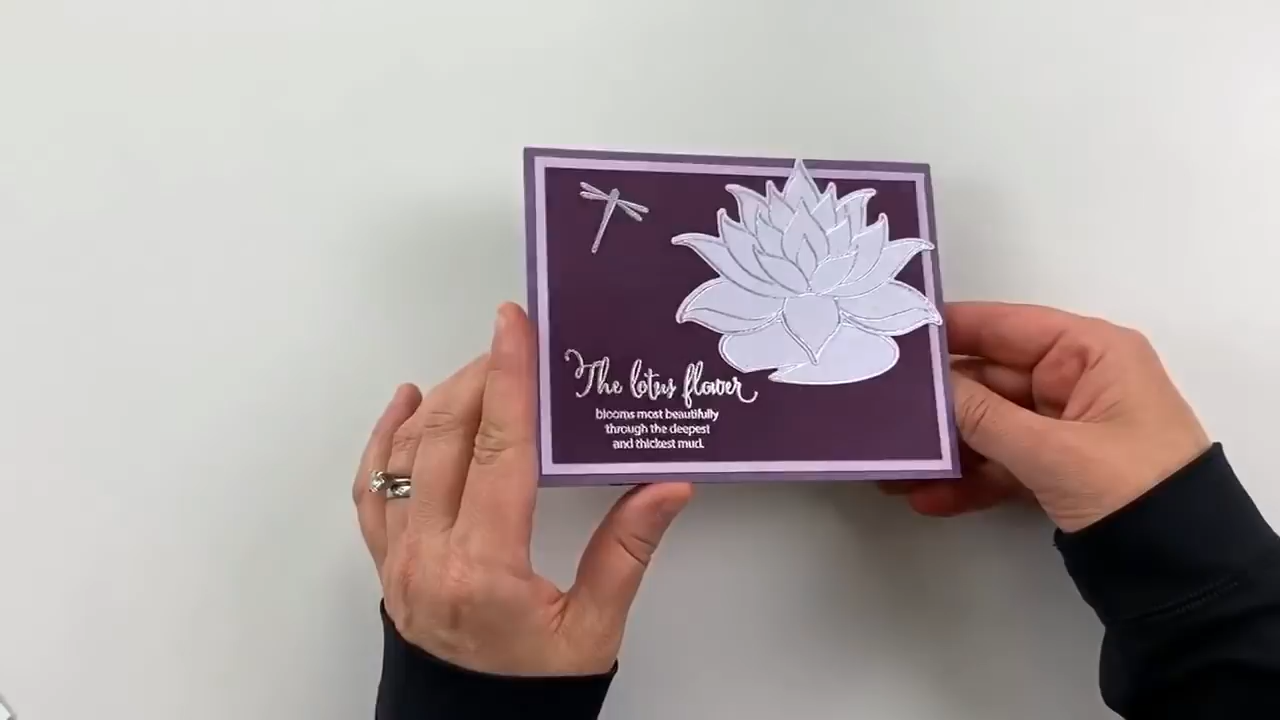 The lotus flower
blooms most beautifully
through the deepest
and thickest mud.